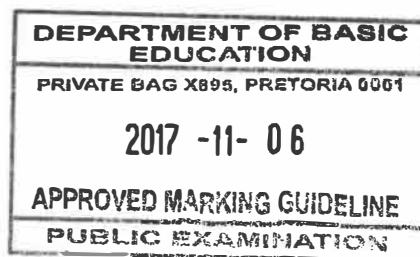 DEPARTMENT OF BASIC
EDUCATION
PRIVATE BAG X895, PRETORIA 0001
2017 -11- 06
APPROVED MARKING GUIDELINE
PUBLIC EXAMINATION